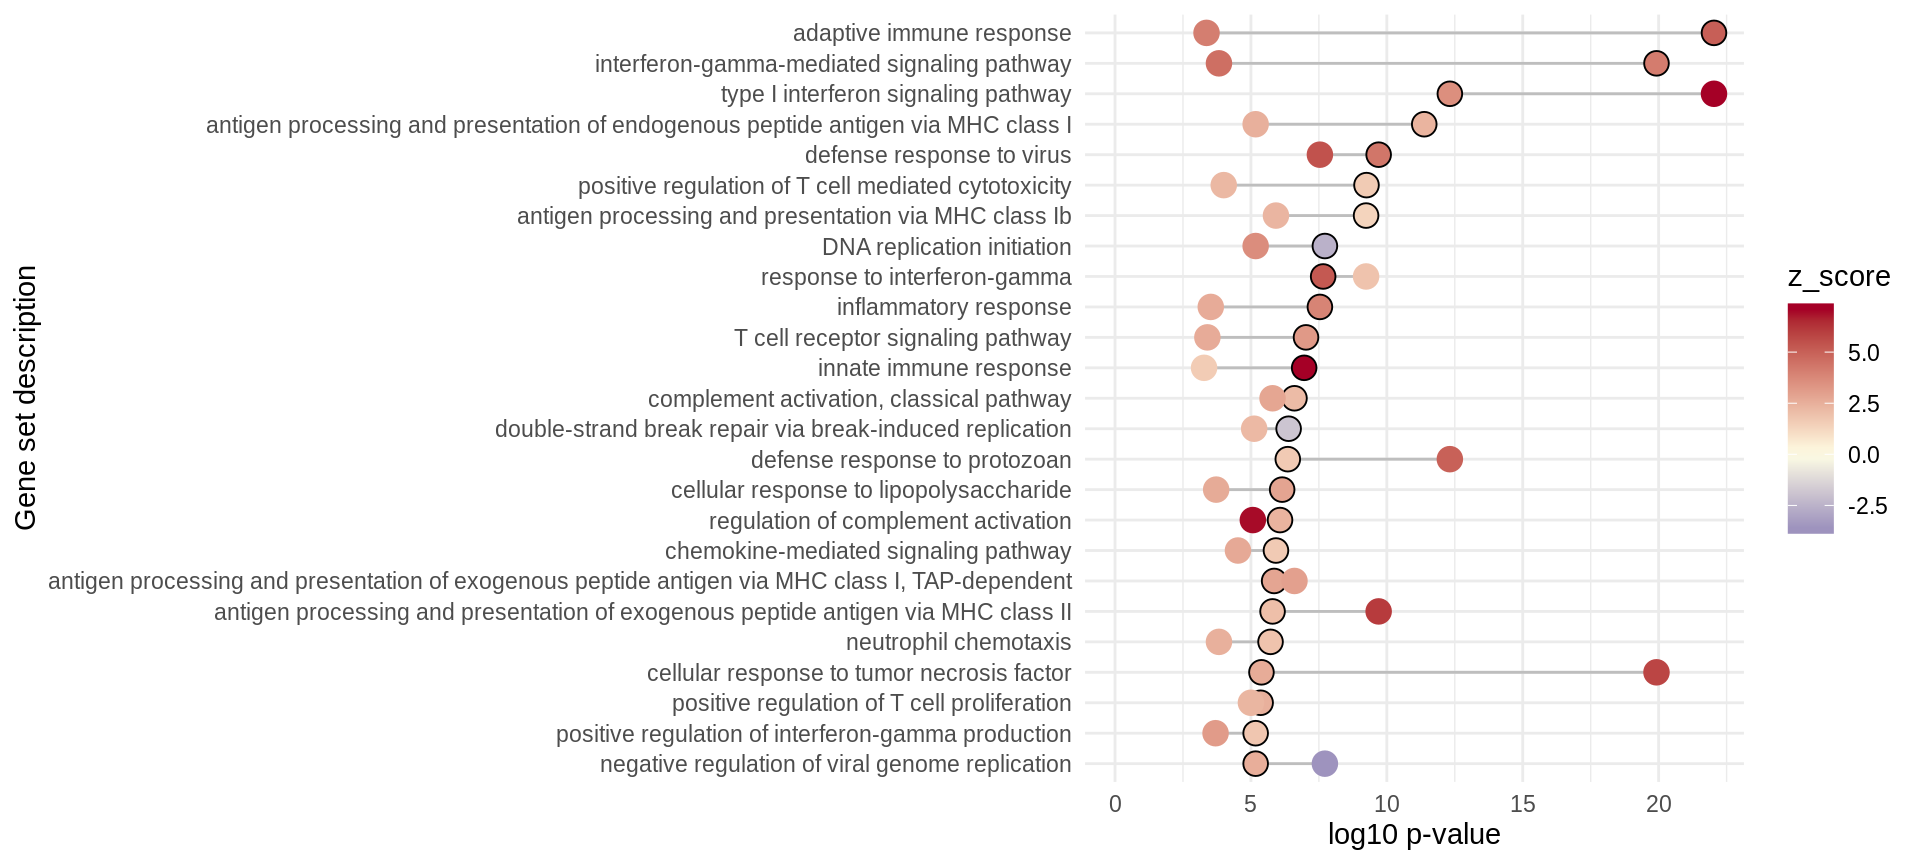 adaptive immune response
interferon-gamma-mediated signaling pathway
type I interferon signaling pathway
antigen processing and presentation of endogenous peptide antigen via MHC class I
defense response to virus
positive regulation of T cell mediated cytotoxicity
antigen processing and presentation via MHC class Ib
DNA replication initiation
response to interferon-gamma
inflammatory response
T cell receptor signaling pathway
innate immune response
complement activation, classical pathway
double-strand break repair via break-induced replication
defense response to protozoan
cellular response to lipopolysaccharide
regulation of complement activation
chemokine-mediated signaling pathway
antigen processing and presentation of exogenous peptide antigen via MHC class I, TAP-dependent
antigen processing and presentation of exogenous peptide antigen via MHC class II
neutrophil chemotaxis
cellular response to tumor necrosis factor
positive regulation of T cell proliferation
positive regulation of interferon-gamma production
negative regulation of viral genome replication
Gene set description
0 5 10 15 20
log10 p-value
z_score
5.0
2.5
0.0
-2.5